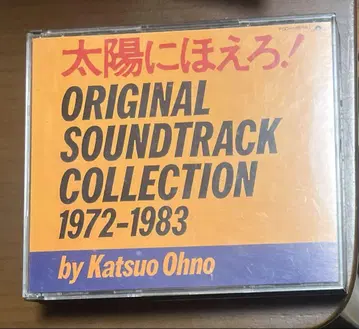 太陽にほえろ!
ORIGINAL
SOUNDTRACK
COLLECTION
1972-1983
by Katsuo Ohno